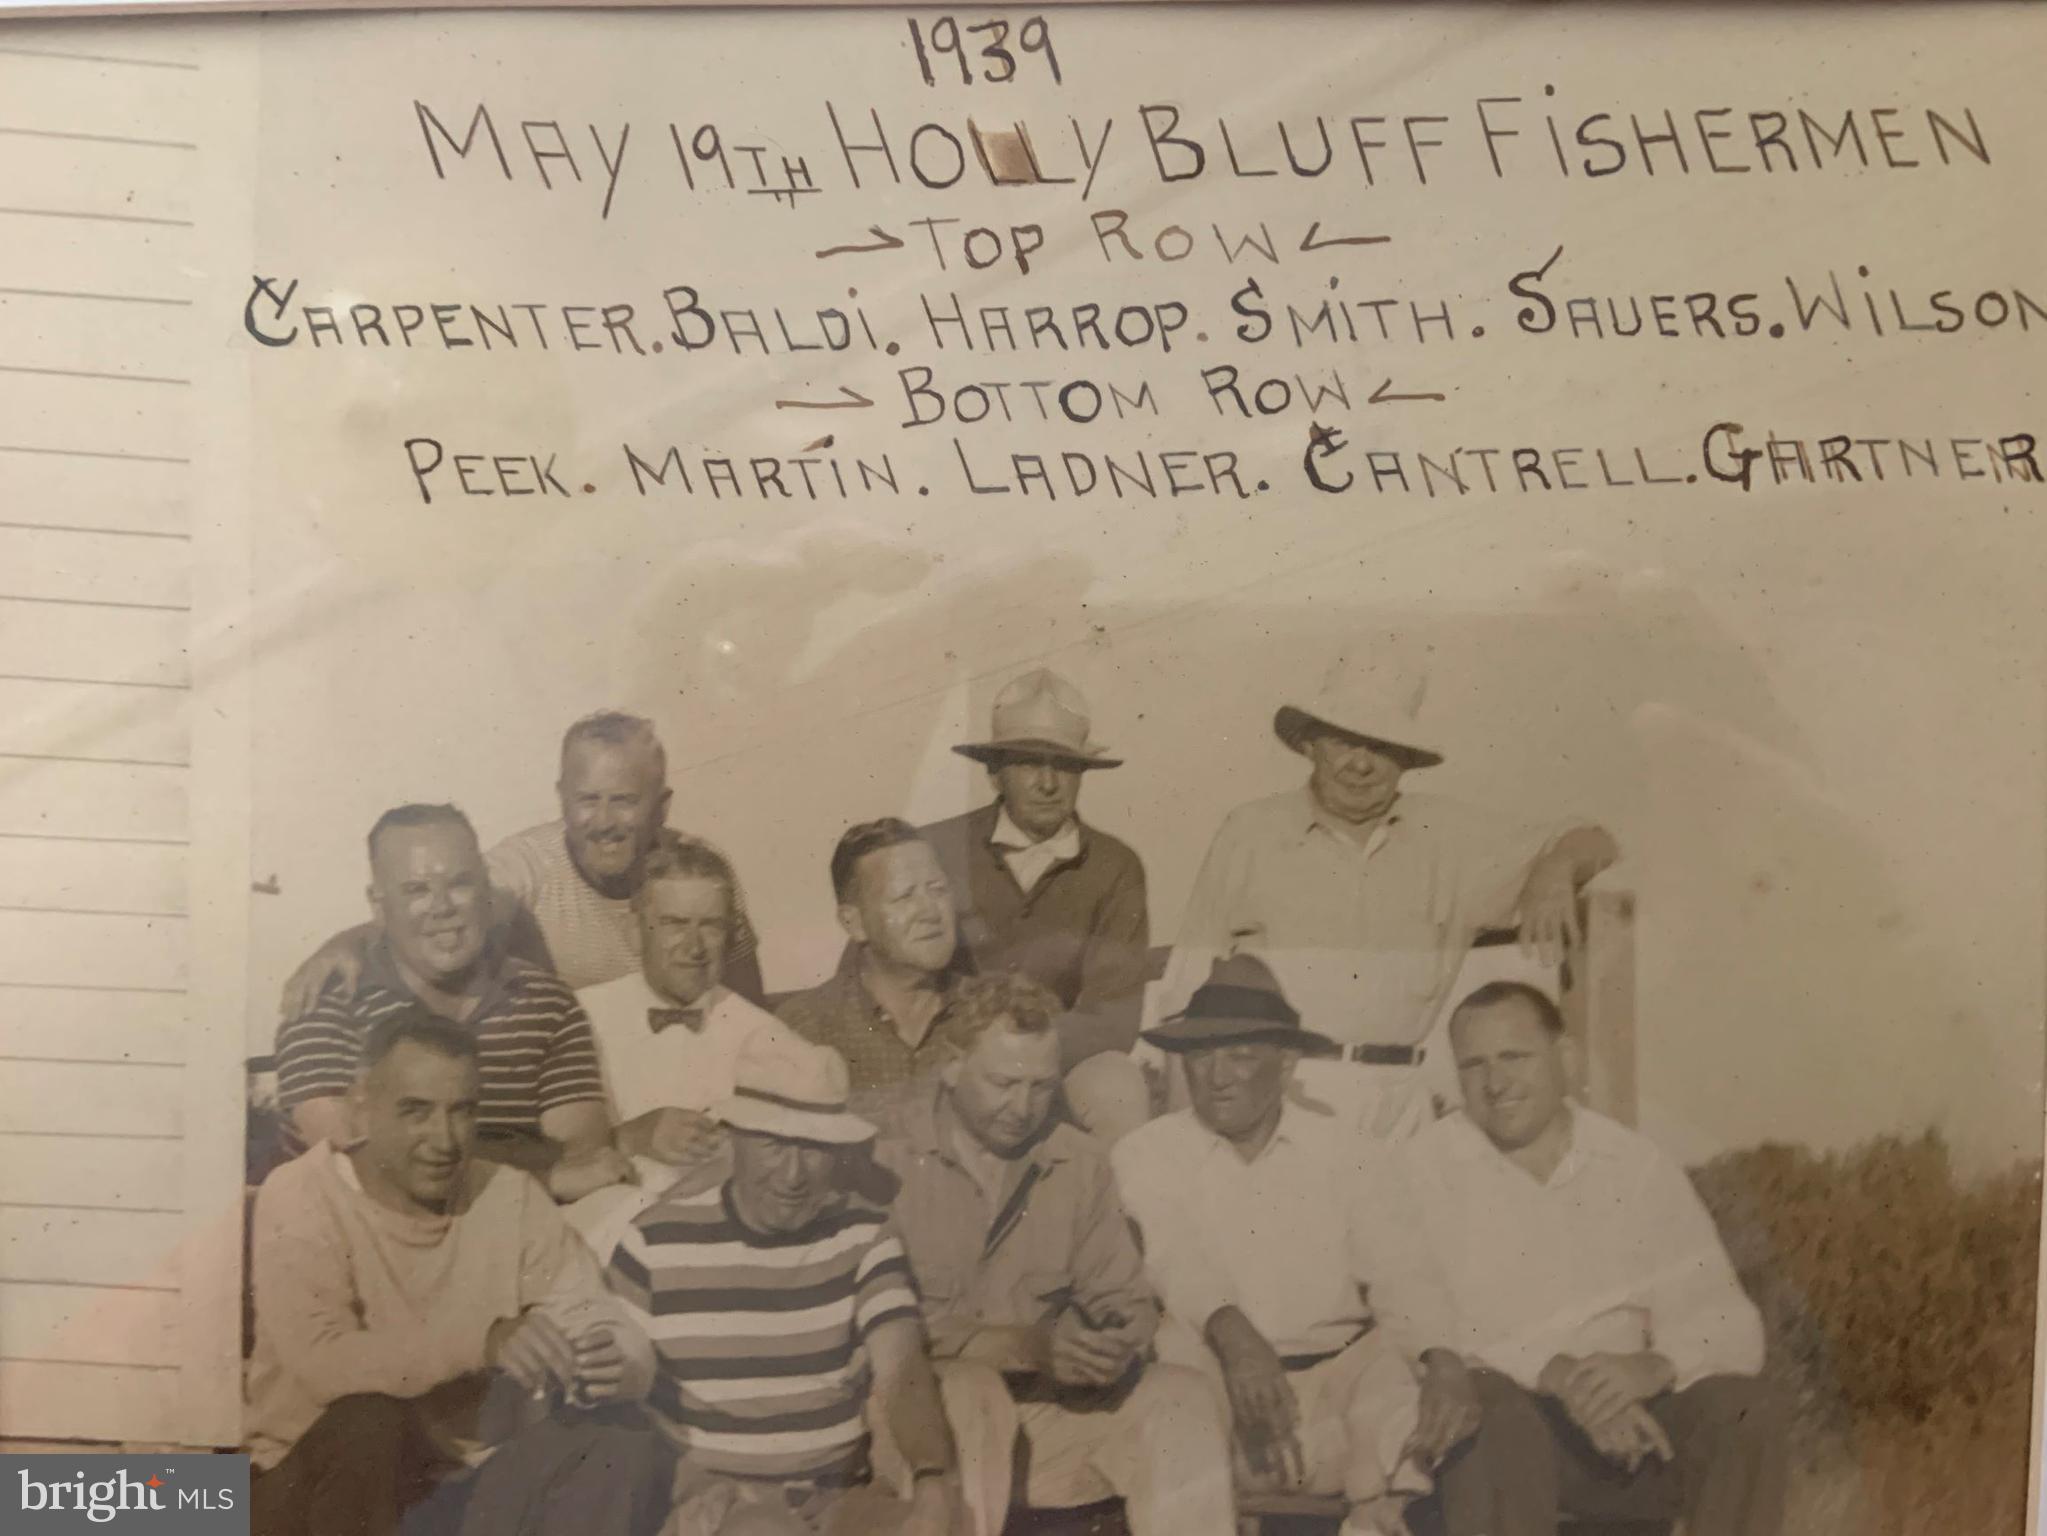 1939
MAY 19TH HOLLY BLUFF FiSHERMEN
TOP ROW
CARPENTER. BALDi. HARROP. SMiTH. SAUERS. WiLSON
BOTTOM ROW
PEEK. MARTiN. LADNER. CANTRELL. GARTNER
bright™ MLS